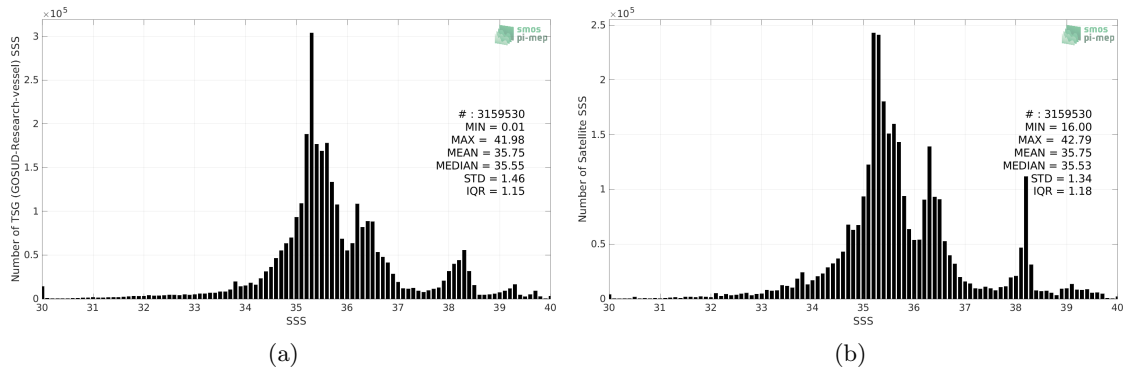 ×10⁵
3
2.5
2
1.5
1
0.5
0
Number of TSG (GOSUD-Research-vessel) SSS
smos
pi-mep
# : 3159530
MIN = 0.01
MAX = 41.98
MEAN = 35.75
MEDIAN = 35.55
STD = 1.46
IQR = 1.15
30 31 32 33 34 35 36 37 38 39 40
SSS
(a)
×10⁵
2.5
2
1.5
1
0.5
0
Number of Satellite SSS
smos
pi-mep
# : 3159530
MIN = 16.00
MAX = 42.79
MEAN = 35.75
MEDIAN = 35.53
STD = 1.34
IQR = 1.18
30 31 32 33 34 35 36 37 38 39 40
SSS
(b)